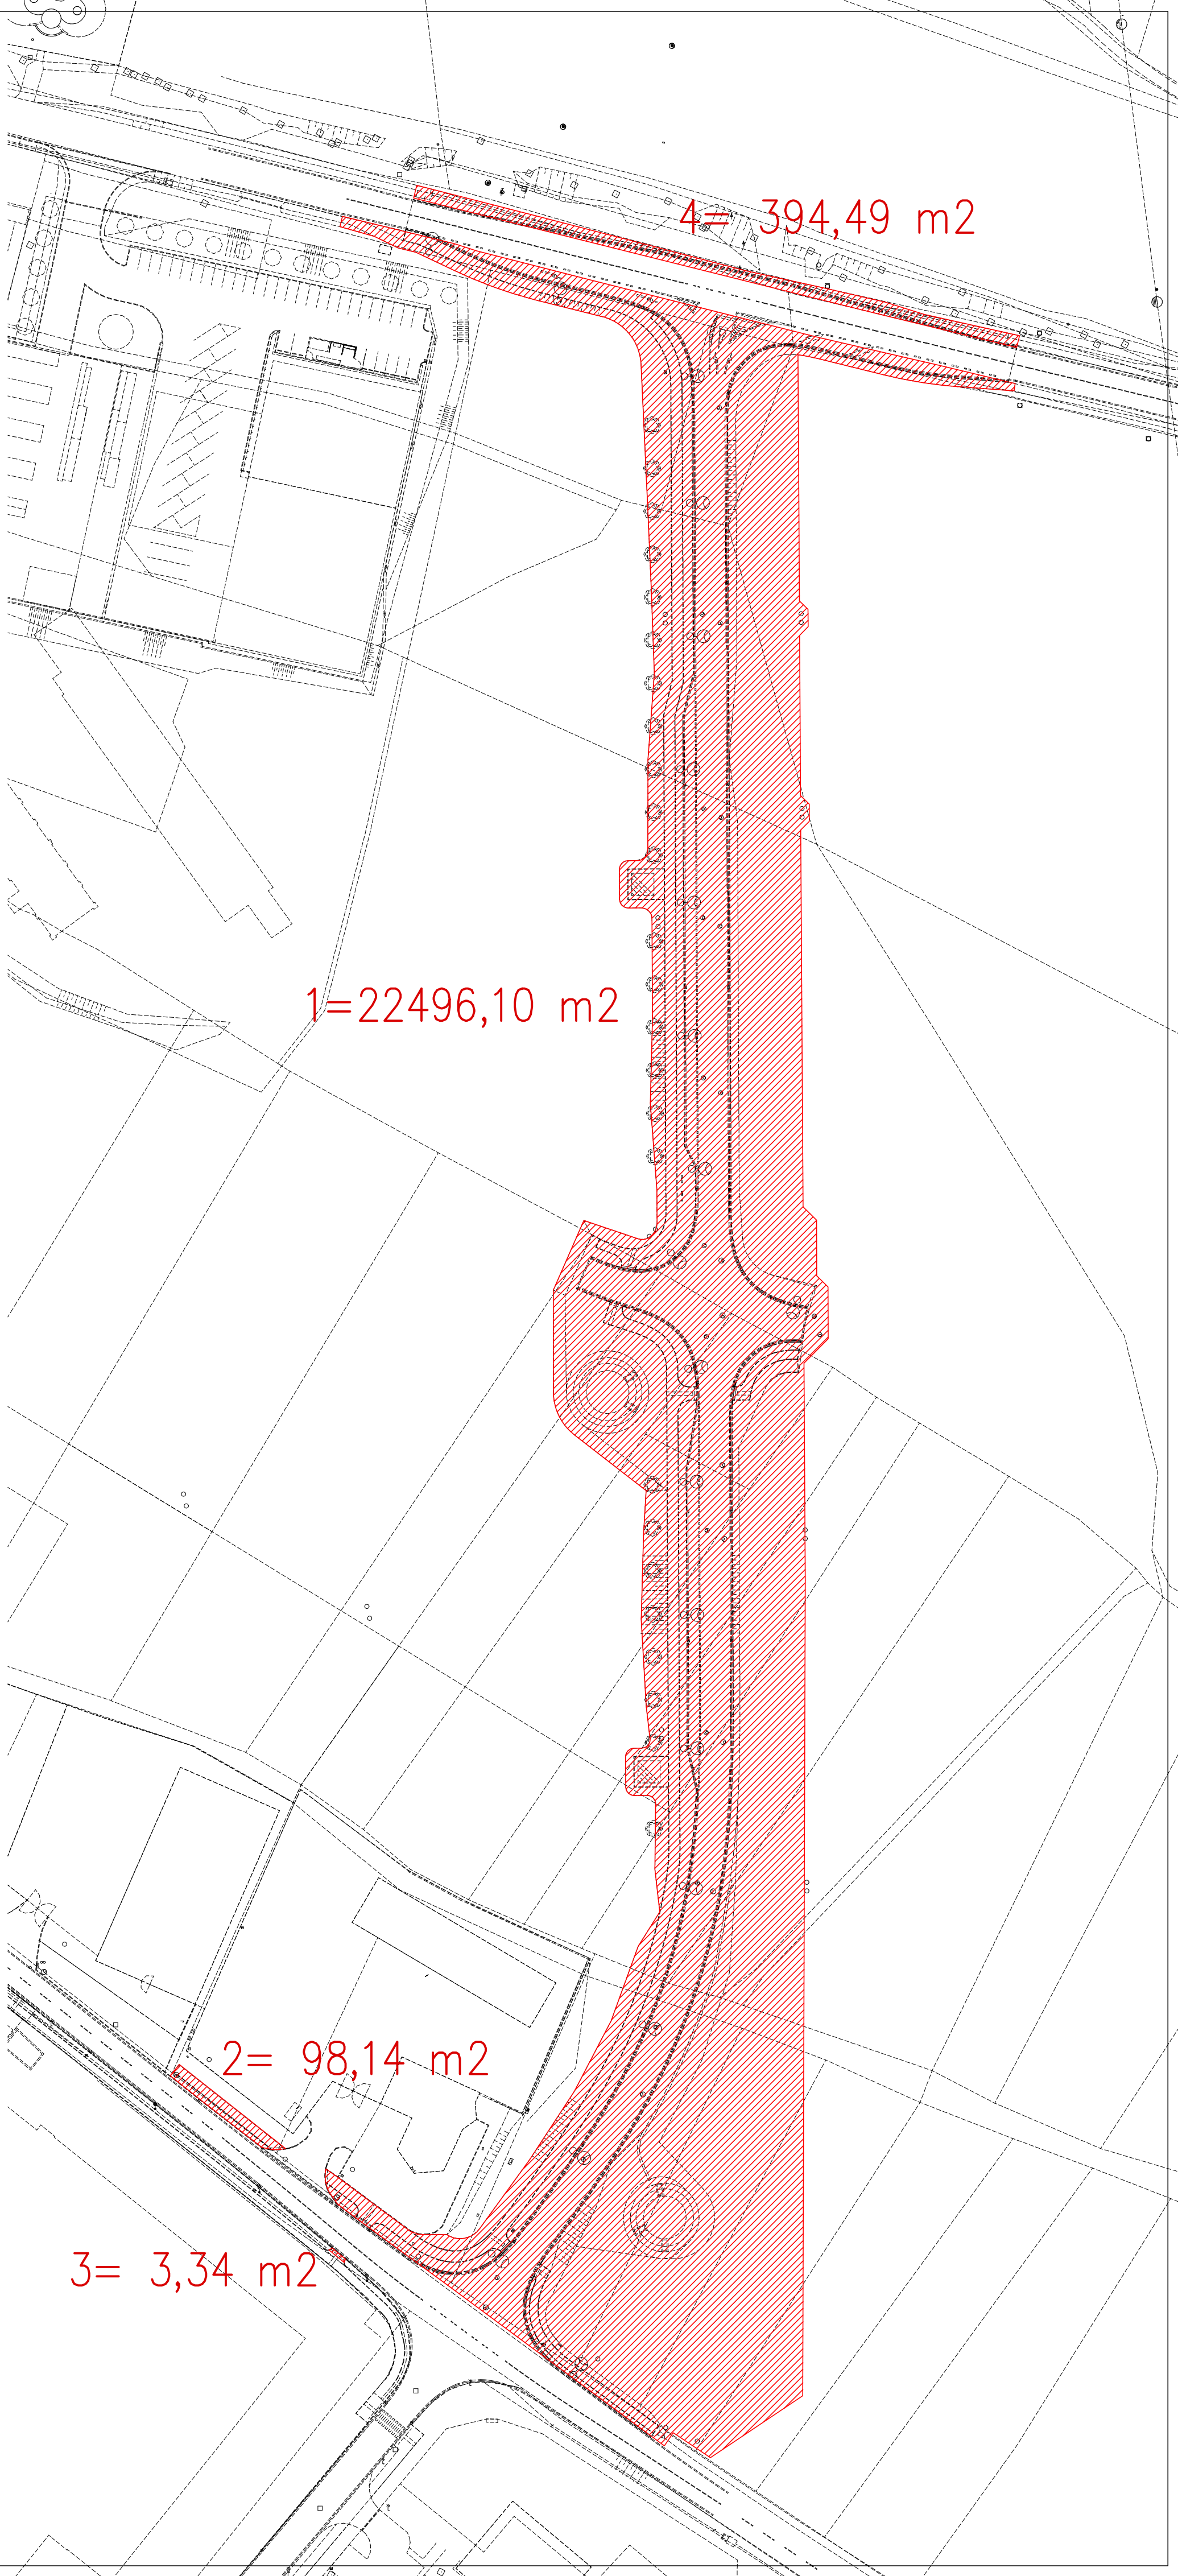 4= 394,49 m2
1=22496,10 m2
2= 98,14 m2
3= 3,34 m2